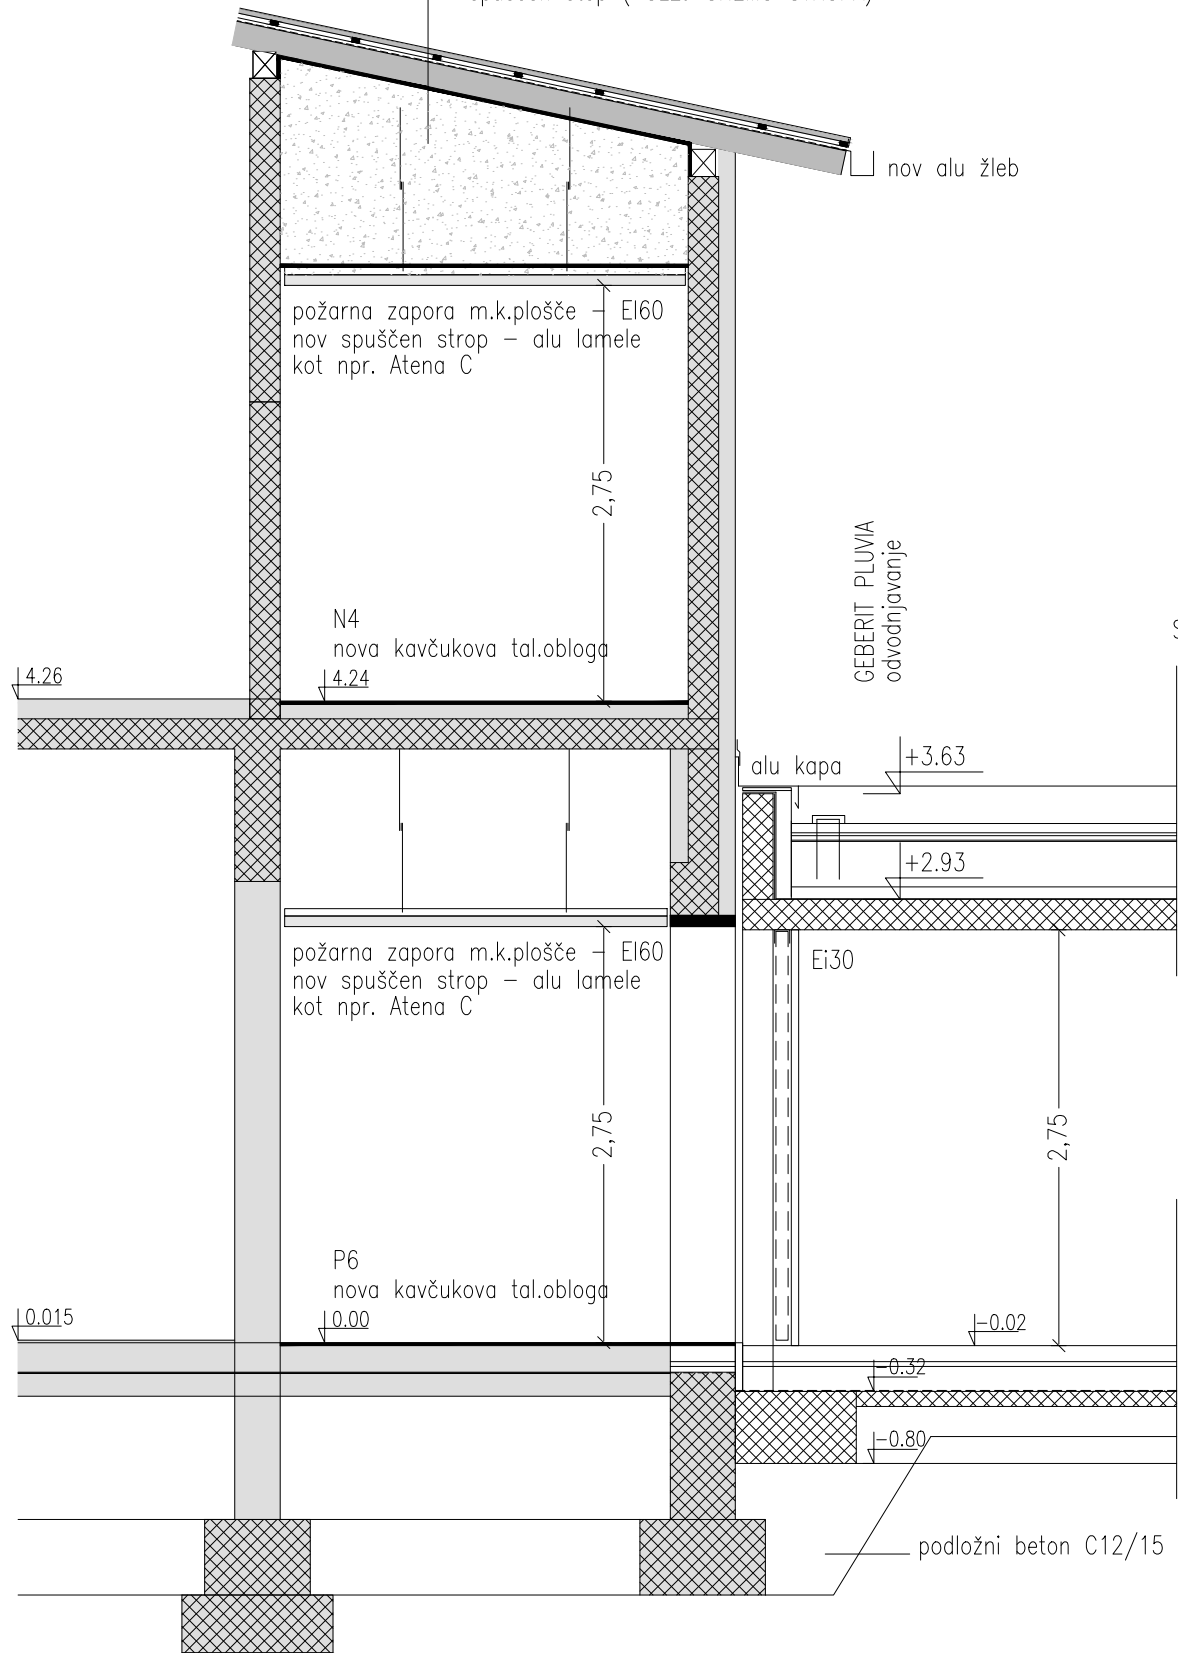 nov alu žleb
požarna zapora m.k.plošče – EI60
nov spuščen strop – alu lamele
kot npr. Atena C
2,75
GEBERIT PLUVIA
odvodnjavanje
N4
nova kavčukova tal.obloga
4.26
4.24
alu kapa
+3.63
+2.93
požarna zapora m.k.plošče – EI60
nov spuščen strop – alu lamele
kot npr. Atena C
Ei30
2,75
2,75
P6
nova kavčukova tal.obloga
0.015
0.00
-0.02
-0.32
-0.80
podložni beton C12/15